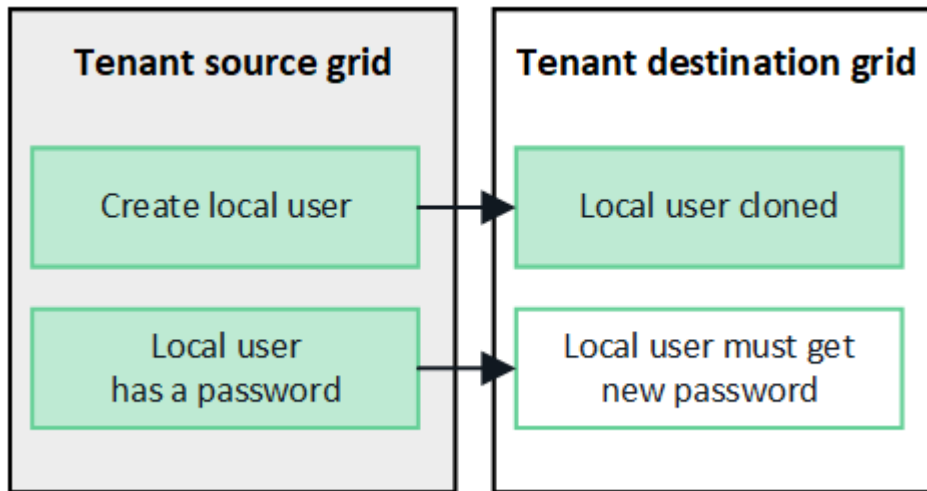 Tenant source grid
Create local user
Local user
has a password
Tenant destination grid
Local user cloned
Local user must get
new password